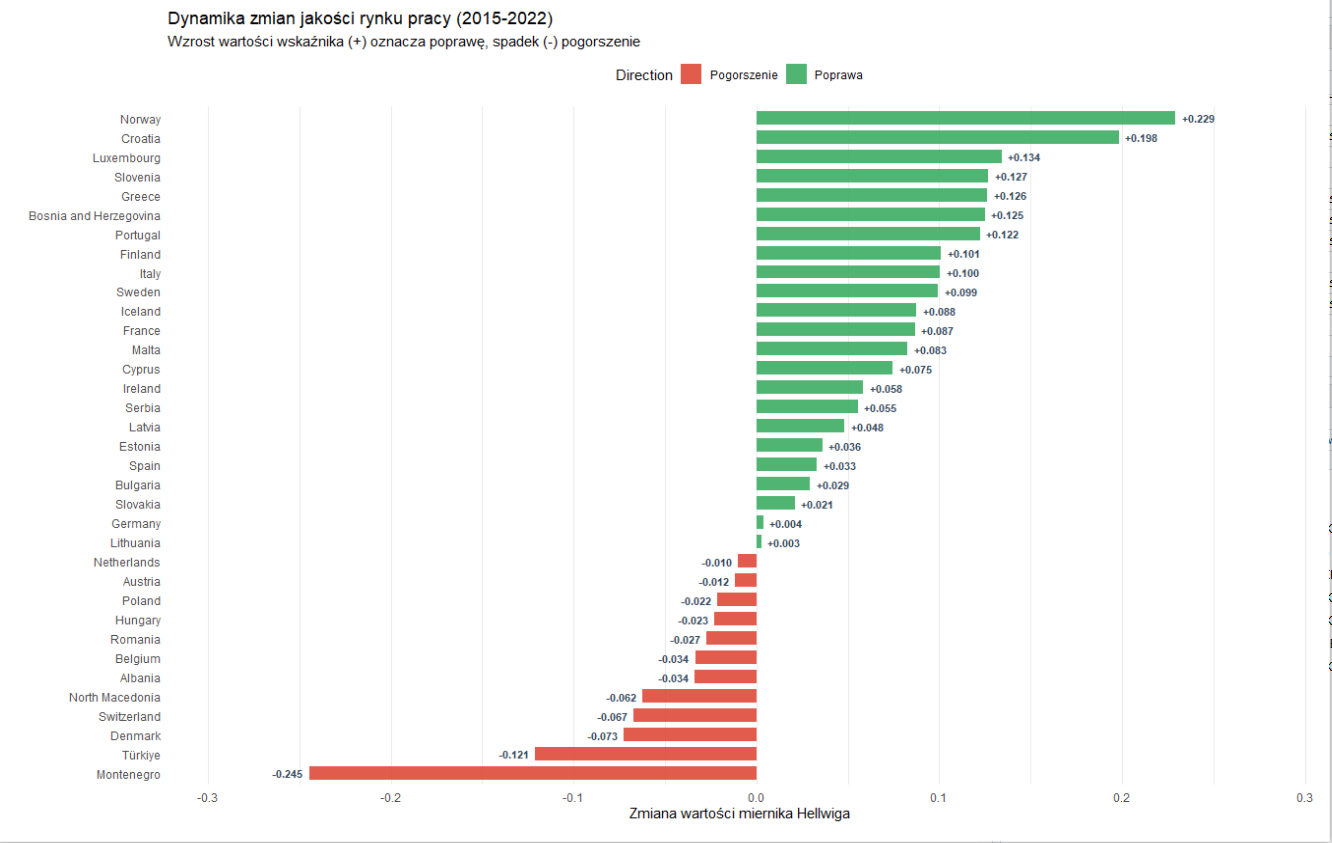 Dynamika zmian jakości rynku pracy (2015-2022)
Wzrost wartości wskaźnika (+) oznacza poprawę, spadek (-) pogorszenie
Direction Pogorszenie Poprawa
Norway +0.229
Croatia +0.198
Luxembourg +0.134
Slovenia +0.127
Greece +0.126
Bosnia and Herzegovina +0.125
Portugal +0.122
Finland +0.101
Italy +0.100
Sweden +0.099
Iceland +0.088
France +0.087
Malta +0.083
Cyprus +0.075
Ireland +0.058
Serbia +0.055
Latvia +0.048
Estonia +0.036
Spain +0.033
Bulgaria +0.029
Slovakia +0.021
Germany +0.004
Lithuania +0.003
Netherlands -0.010
Austria -0.012
Poland -0.022
Hungary -0.023
Romania -0.027
Belgium -0.034
Albania -0.034
North Macedonia -0.062
Switzerland -0.067
Denmark -0.073
Türkiye -0.121
Montenegro -0.245
-0.3 -0.2 -0.1 0.0 0.1 0.2 0.3
Zmiana wartości miernika Hellwiga